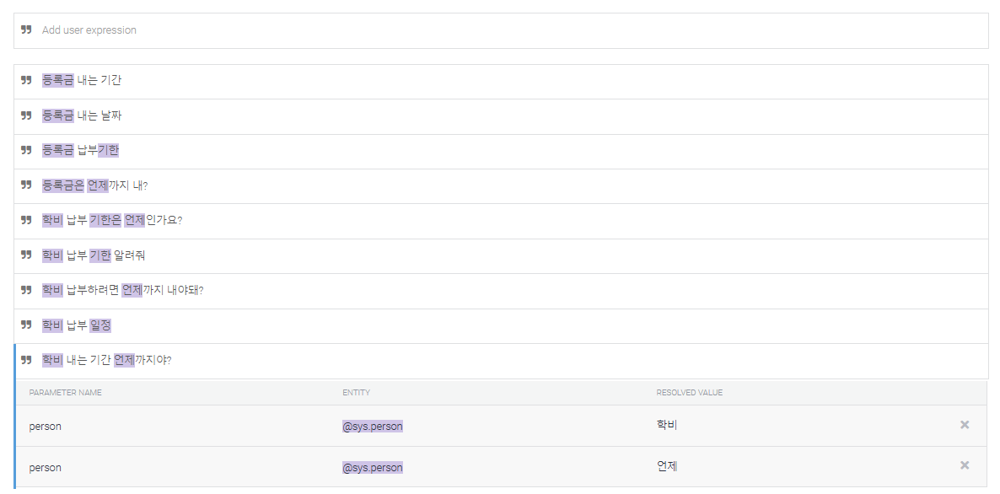 Add user expression
등록금 내는 기간
등록금 내는 날짜
등록금 납부기한
등록금은 언제까지 내?
학비 납부 기한은 언제인가요?
학비 납부 기한 알려줘
학비 납부하려면 언제까지 내야돼?
학비 납부 일정
학비 내는 기간 언제까지야?
PARAMETER NAME ENTITY RESOLVED VALUE
person @sys.person 학비
person @sys.person 언제